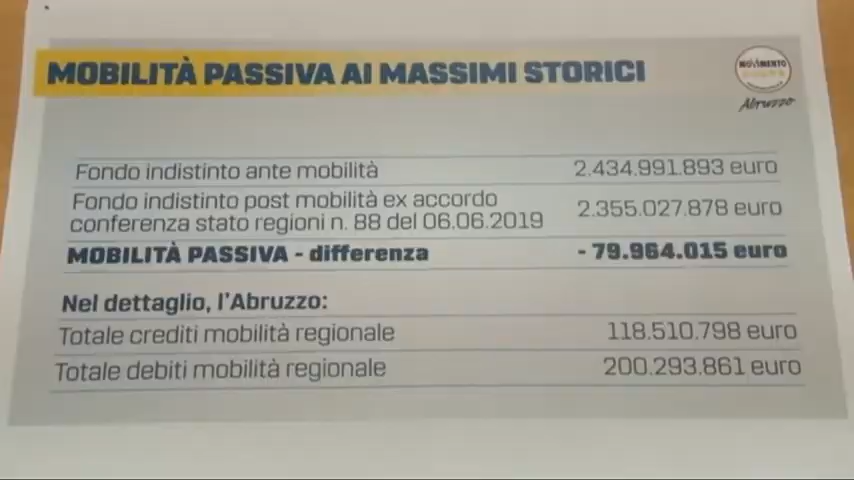 MOBILITÀ PASSIVA AI MASSIMI STORICI
MOVIMENTO
Abruzzo
Fondo indistinto ante mobilità 2.434.991.893 euro
Fondo indistinto post mobilità ex accordo
conferenza stato regioni n. 88 del 06.06.2019 2.355.027.878 euro
MOBILITÀ PASSIVA - differenza - 79.964.015 euro
Nel dettaglio, l'Abruzzo:
Totale crediti mobilità regionale 118.510.798 euro
Totale debiti mobilità regionale 200.293.861 euro